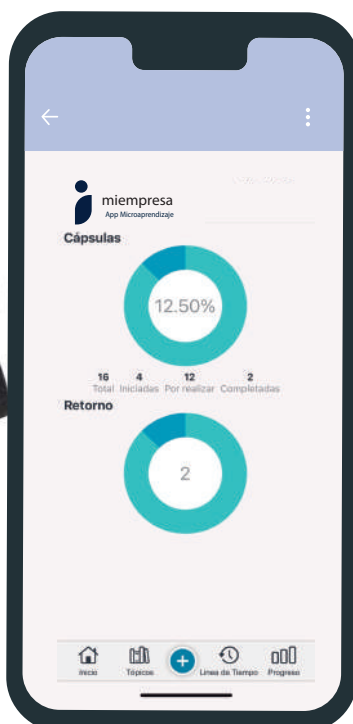 miempresa
App Microaprendizaje
Cápsulas
12.50%
16 4 12 2
Total Iniciadas Por realizar Completadas
Retorno
2
Inicio Tópicos Línea de Tiempo Progreso